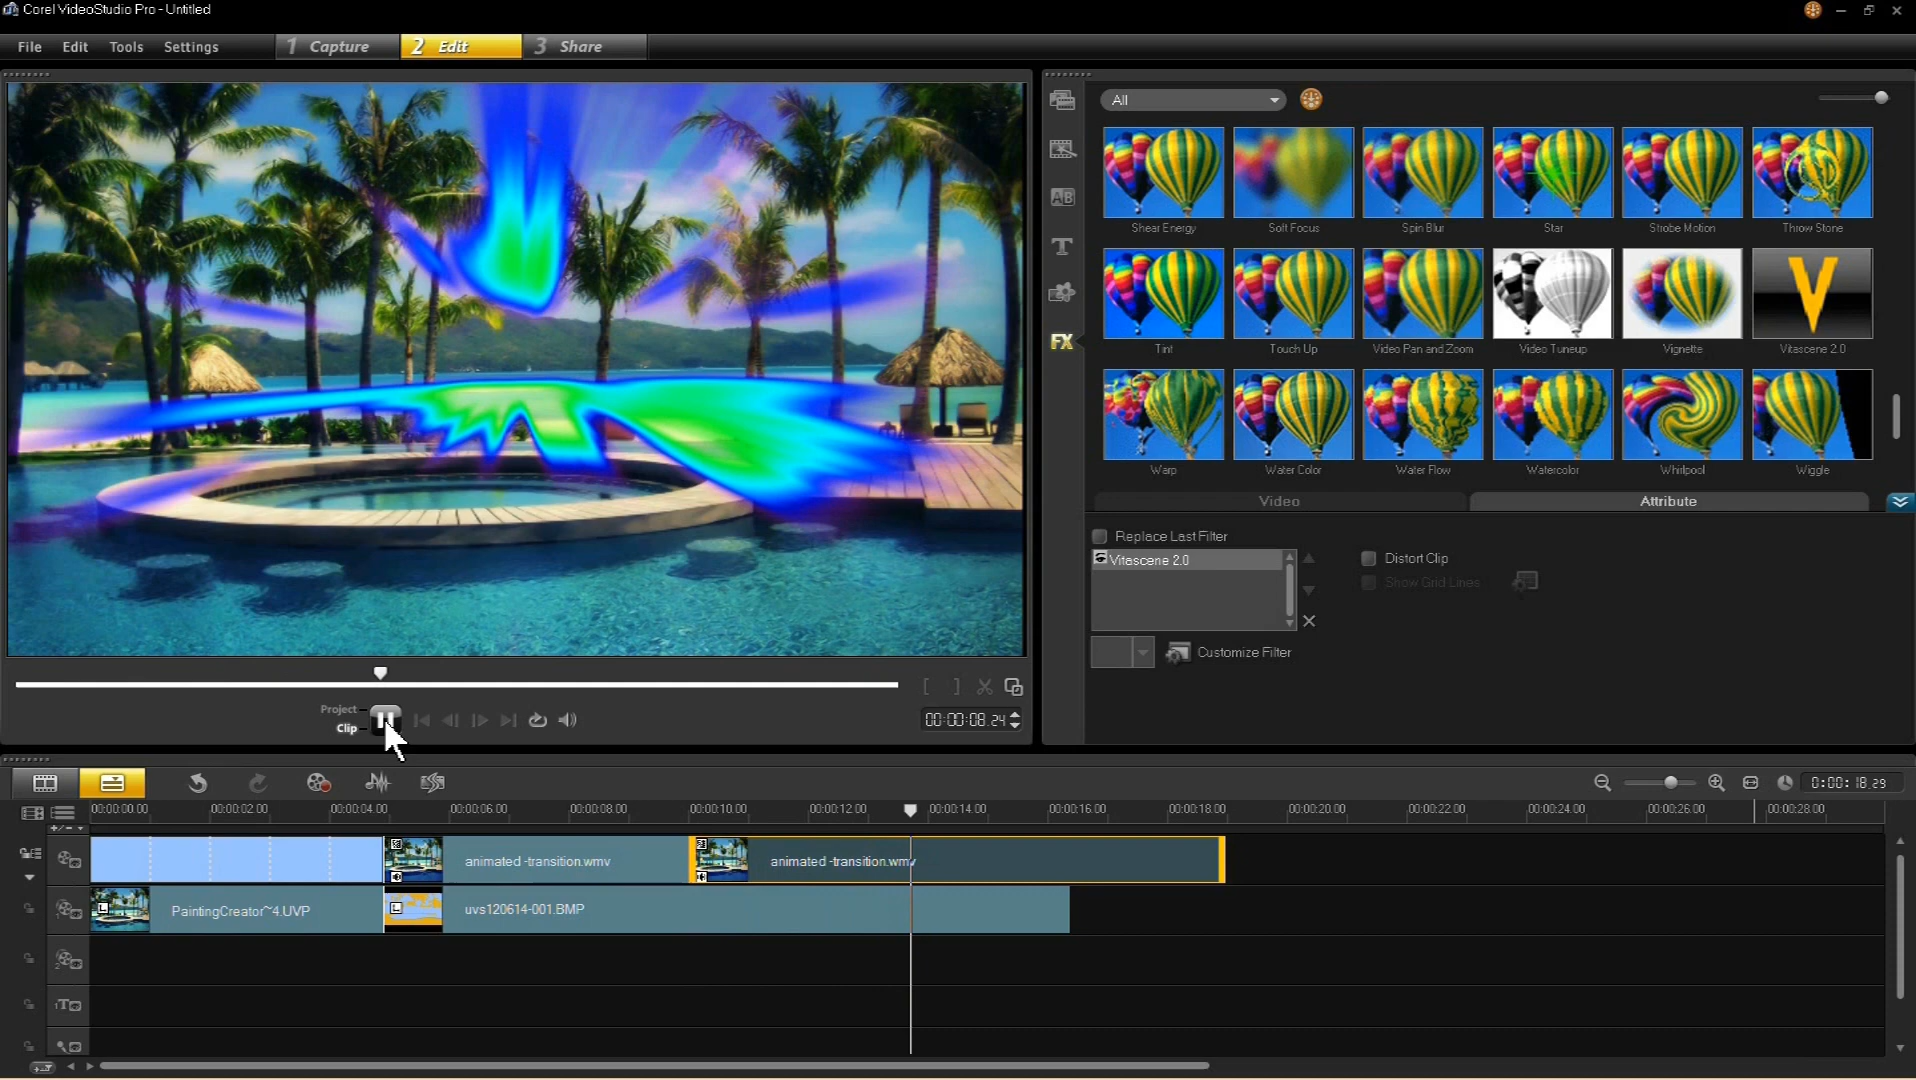 Corel VideoStudio Pro - Untitled
File Edit Tools Settings
1 Capture
2 Edit
3 Share
All
Shear Energy
Soft Focus
Spin Blur
Star
Strobe Motion
Throw Stone
Tint
Touch Up
Video Pan and Zoom
Video Tuneup
Vignette
Vitascene 2.0
Warp
Water Color
Water Flow
Watercolor
Whirlpool
Wiggle
Video
Attribute
Replace Last Filter
Vitascene 2.0
Distort Clip
Show Grid Lines
Customize Filter
AB
T
FX
Project
Clip
[ ]
00:00:08.24
0:00:18.29
00:00:00.00 00:00:02.00 00:00:04.00 00:00:06.00 00:00:08.00 00:00:10.00 00:00:12.00 00:00:14.00 00:00:16.00 00:00:18.00 00:00:20.00 00:00:22.00 00:00:24.00 00:00:26.00 00:00:28.00
animated -transition.wmv
animated -transition.wmv
PaintingCreator~4.UVP
uvs120614-001.BMP